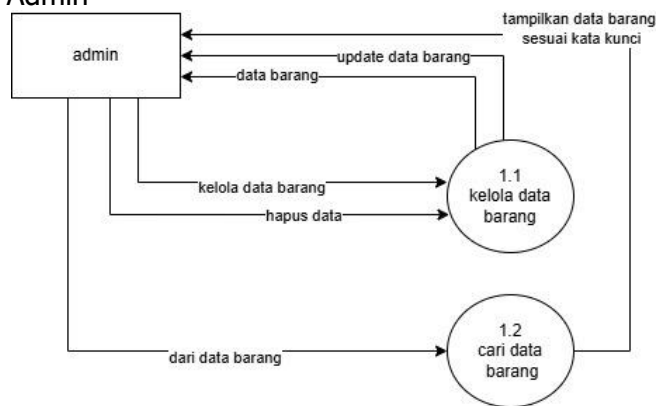 Admin
tampilkan data barang
sesuai kata kunci
admin
update data barang
data barang
1.1
kelola data
barang
kelola data barang
hapus data
1.2
cari data
barang
dari data barang